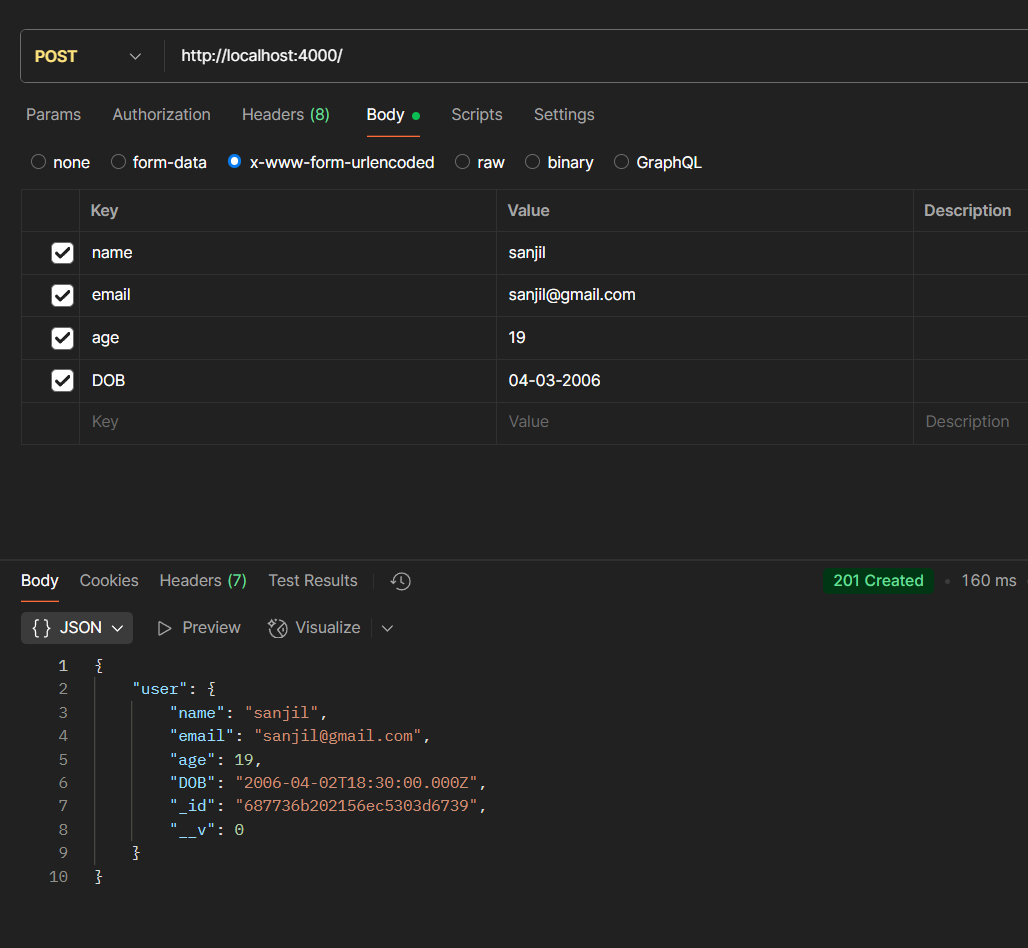 POST http://localhost:4000/
Params Authorization Headers (8) Body Scripts Settings
none form-data x-www-form-urlencoded raw binary GraphQL
Key Value Description
name sanjil
email sanjil@gmail.com
age 19
DOB 04-03-2006
Key Value Description
Body Cookies Headers (7) Test Results 201 Created 160 ms
{} JSON Preview Visualize
1 {
2 "user": {
3 "name": "sanjil",
4 "email": "sanjil@gmail.com",
5 "age": 19,
6 "DOB": "2006-04-02T18:30:00.000Z",
7 "_id": "687736b202156ec5303d6739",
8 "__v": 0
9 }
10 }